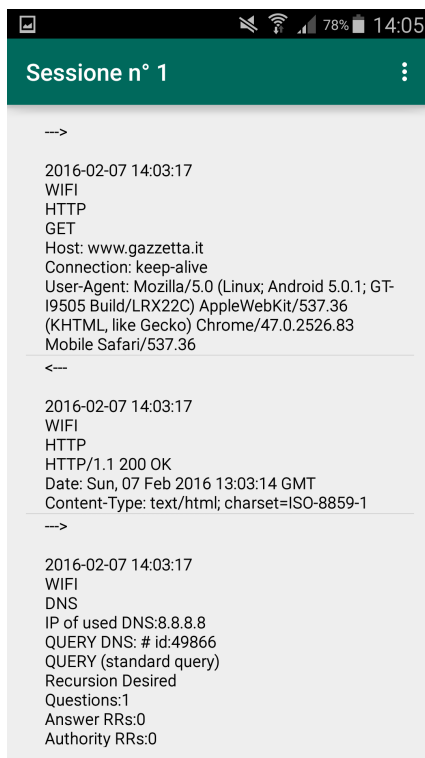 78% 14:05
Sessione n° 1
--->
2016-02-07 14:03:17
WIFI
HTTP
GET
Host: www.gazzetta.it
Connection: keep-alive
User-Agent: Mozilla/5.0 (Linux; Android 5.0.1; GT-
I9505 Build/LRX22C) AppleWebKit/537.36
(KHTML, like Gecko) Chrome/47.0.2526.83
Mobile Safari/537.36
<---
2016-02-07 14:03:17
WIFI
HTTP
HTTP/1.1 200 OK
Date: Sun, 07 Feb 2016 13:03:14 GMT
Content-Type: text/html; charset=ISO-8859-1
--->
2016-02-07 14:03:17
WIFI
DNS
IP of used DNS:8.8.8.8
QUERY DNS: # id:49866
QUERY (standard query)
Recursion Desired
Questions:1
Answer RRs:0
Authority RRs:0